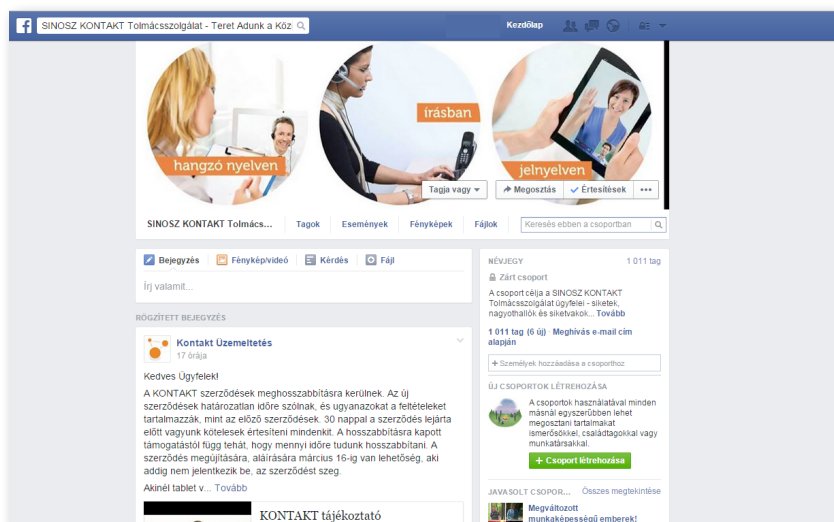 SINOSZ KONTAKT Tolmácsszolgálat - Teret Adunk a Köz
Kezdőlap
hangzó nyelven
írásban
jelnyelven
Tagja vagy
Megosztás
Értesítések
SINOSZ KONTAKT Tolmács...
Tagok
Események
Fényképek
Fájlok
Keresés ebben a csoportban
Bejegyzés
Fénykép/videó
Kérdés
Fájl
Írj valamit...
RÖGZÍTETT BEJEGYZÉS
Kontakt Üzemeltetés
17 órája
Kedves Ügyfelek!
A KONTAKT szerződések meghosszabbításra kerülnek. Az új
szerződések határozatlan időre szólnak, és ugyanazokat a feltételeket
tartalmazzák, mint az előző szerződések. 30 nappal a szerződés lejárta
előtt vagyunk kötelesek értesíteni mindenkit. A hosszabbításra kapott
támogatástól függ tehát, hogy mennyi időre tudunk hosszabbítani. A
szerződés megújítására, aláírására március 16-ig van lehetőség, aki
addig nem jelentkezik be, az szerződést szeg.
Akinél tablet v... Tovább
KONTAKT tájékoztató
NÉVJEGY
1 011 tag
Zárt csoport
A csoport célja a SINOSZ KONTAKT
Tolmácsszolgálat ügyfelei - siketek,
nagyothallók és siketvakok... Tovább
1 011 tag (6 új) · Meghívás e-mail cím
alapján
+ Személyek hozzáadása a csoporthoz
ÚJ CSOPORTOK LÉTREHOZÁSA
A csoportok használatával minden
másnál egyszerűbben lehet
megosztani tartalmakat
ismerősökkel, családtagokkal vagy
munkatársakkal.
+ Csoport létrehozása
JAVASOLT CSOPOR...
Összes megtekintése
Megváltozott
munkaképességű emberek!